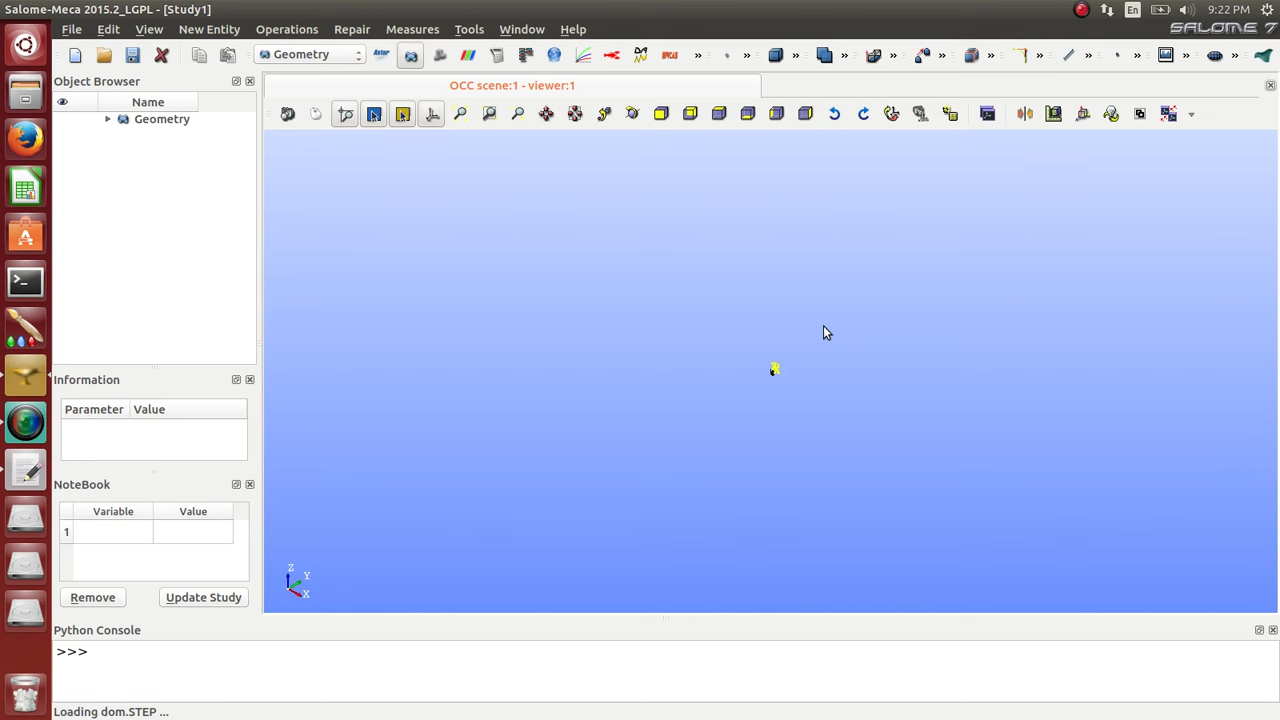 Salome-Meca 2015.2_LGPL - [Study1]
En
9:22 PM
File Edit View New Entity Operations Repair Measures Tools Window Help
SALOME 7
Geometry
Object Browser
OCC scene:1 - viewer:1
Name
Geometry
Information
Parameter Value
NoteBook
Variable Value
1
Z
Y
X
Remove Update Study
Python Console
>>>
Loading dom.STEP ...